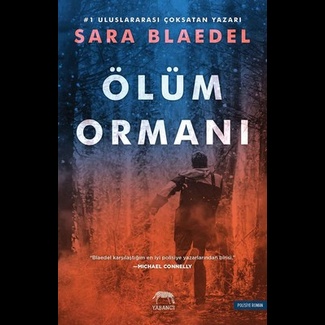 #1 ULUSLARARASI ÇOKSATAN YAZARI
SARA BLAEDEL
ÖLÜM
ORMANI
"Blaedel karşılaştığım en iyi polisiye yazarlarından birisi."
—MICHAEL CONNELLY
YABANCI
POLİSİYE ROMAN